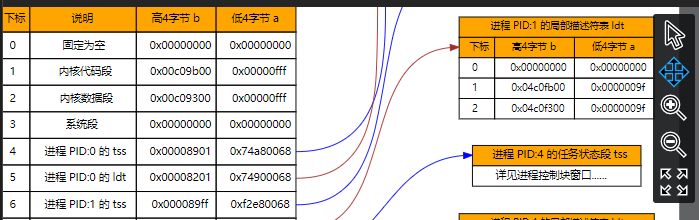 下标 说明 高4字节 b 低4字节 a
0 固定为空 0x00000000 0x00000000
1 内核代码段 0x00c09b00 0x00000fff
2 内核数据段 0x00c09300 0x00000fff
3 系统段 0x00000000 0x00000000
4 进程 PID:0 的 tss 0x00008901 0x74a80068
5 进程 PID:0 的 ldt 0x00008201 0x74900068
6 进程 PID:1 的 tss 0x000089ff 0xf2e80068
进程 PID:1 的局部描述符表 ldt
下标 高4字节 b 低4字节 a
0 0x00000000 0x00000000
1 0x04c0fb00 0x0000009f
2 0x04c0f300 0x0000009f
进程 PID:4 的任务状态段 tss
详见进程控制块窗口......